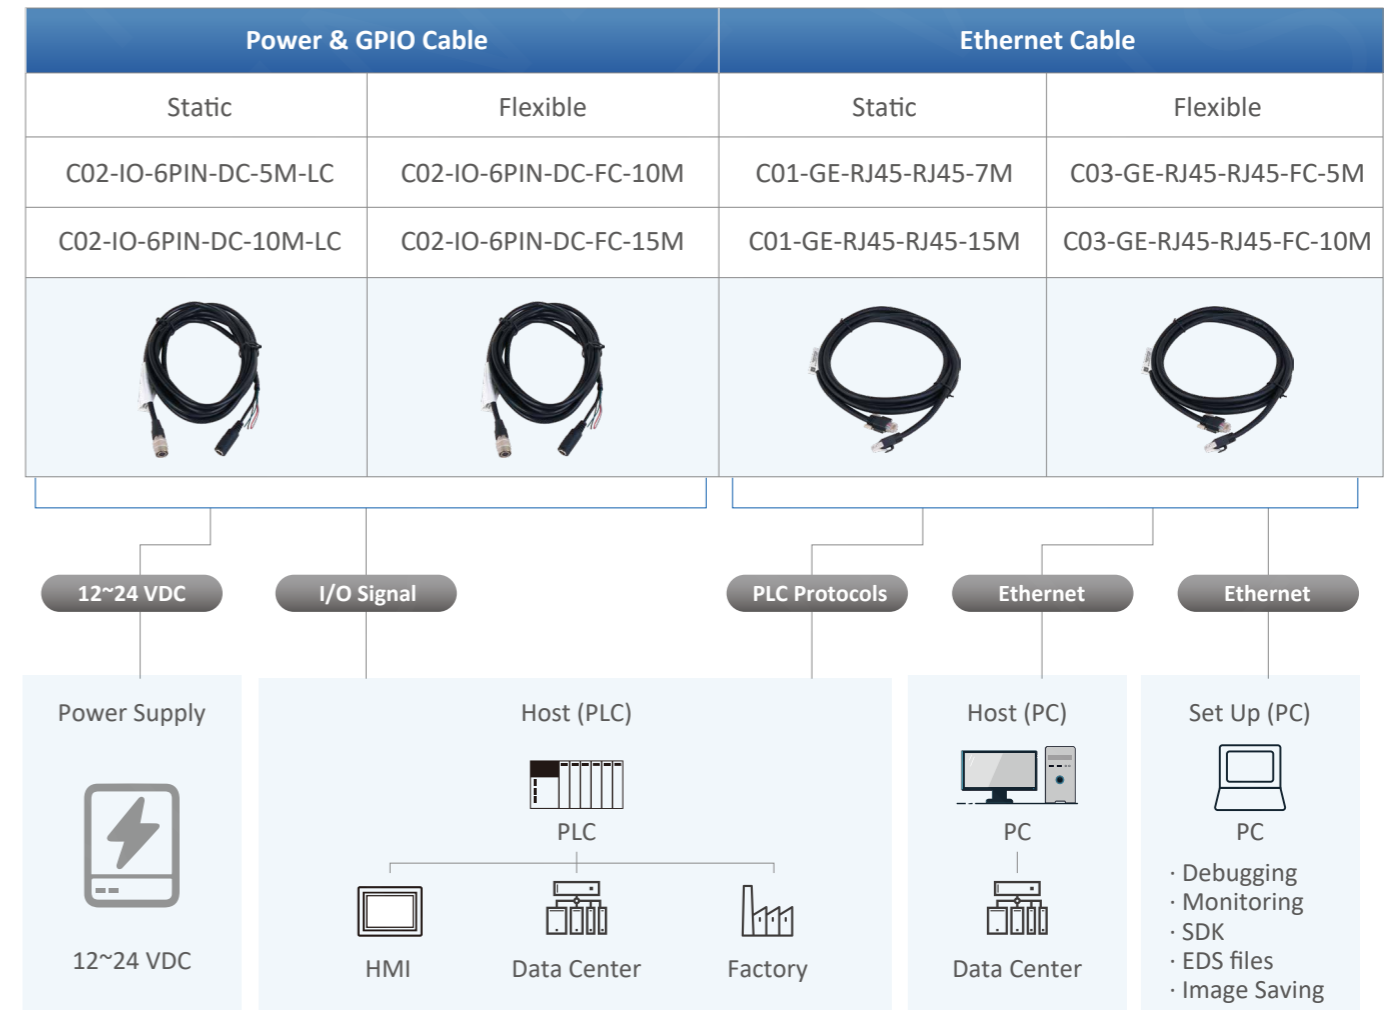 Power & GPIO Cable
Ethernet Cable
Static
Flexible
Static
Flexible
C02-IO-6PIN-DC-5M-LC
C02-IO-6PIN-DC-FC-10M
C01-GE-RJ45-RJ45-7M
C03-GE-RJ45-RJ45-FC-5M
C02-IO-6PIN-DC-10M-LC
C02-IO-6PIN-DC-FC-15M
C01-GE-RJ45-RJ45-15M
C03-GE-RJ45-RJ45-FC-10M
12~24 VDC
I/O Signal
PLC Protocols
Ethernet
Ethernet
Power Supply
12~24 VDC
Host (PLC)
PLC
HMI
Data Center
Factory
Host (PC)
PC
Data Center
Set Up (PC)
PC
· Debugging
· Monitoring
· SDK
· EDS files
· Image Saving